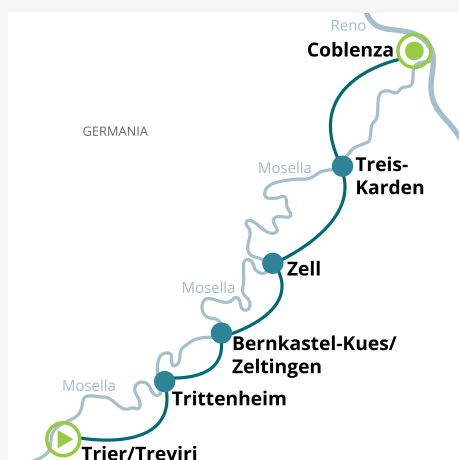 Reno
Coblenza
GERMANIA
Mosella
Treis-
Karden
Zell
Mosella
Bernkastel-Kues/
Zeltingen
Mosella
Trittenheim
Trier/Treviri